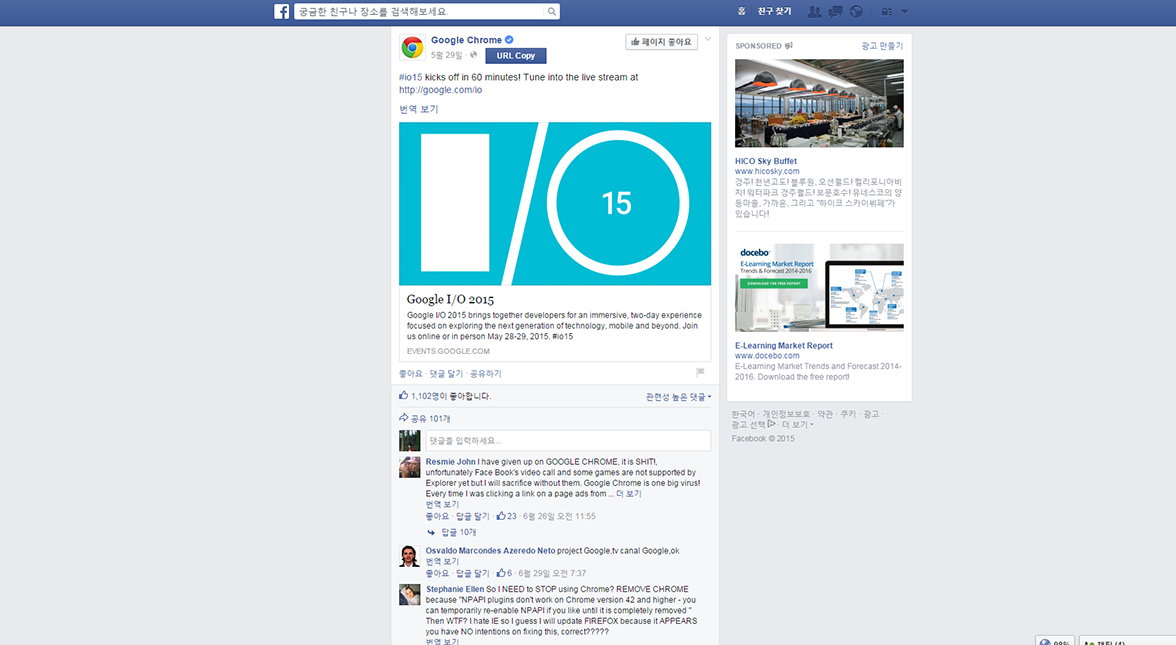 궁금한 친구나 장소를 검색해보세요.
홈
친구 찾기
Google Chrome
5월 29일 ·
URL Copy
페이지 좋아요
#io15 kicks off in 60 minutes! Tune into the live stream at
http://google.com/io
번역 보기
15
Google I/O 2015
Google I/O 2015 brings together developers for an immersive, two-day experience
focused on exploring the next generation of technology, mobile and beyond. Join
us online or in person May 28-29, 2015. #io15
EVENTS.GOOGLE.COM
좋아요 · 댓글 달기 · 공유하기
1,102명이 좋아합니다.
관련성 높은 댓글
공유 101개
댓글을 입력하세요...
Resmie John I have given up on GOOGLE CHROME, it is SHIT!,
unfortunately Face Book's video call and some games are not supported by
Explorer yet but I will sacrifice without them. Google Chrome is one big virus!
Every time I was clicking a link on a page ads from ... 더 보기
번역 보기
좋아요 · 답글 달기 · 23 · 6월 26일 오전 11:55
답글 10개
Osvaldo Marcondes Azeredo Neto project Google,tv canal Google,ok
번역 보기
좋아요 · 답글 달기 · 6 · 6월 29일 오전 7:37
Stephanie Ellen So I NEED to STOP using Chrome? REMOVE CHROME
because "NPAPI plugins don't work on Chrome version 42 and higher - you
can temporarily re-enable NPAPI if you like until it is completely removed "
Then WTF? I hate IE so I guess I will update FIREFOX because it APPEARS
you have NO intentions on fixing this, correct?????
번역 보기
SPONSORED
광고 만들기
HICO Sky Buffet
www.hicosky.com
경주! 천년고도! 블루원, 오션월드! 캘리포니아비
치! 워터파크 경주월드! 보문호수! 유네스코의 양
동마을, 가까운, 그리고 "하이코 스카이뷔페"가
있습니다!
docebo
E-Learning Market Report
Trends & Forecast 2014-2016
DOWNLOAD THE FREE REPORT
E-Learning Market Report
www.docebo.com
E-Learning Market Trends and Forecast 2014-
2016. Download the free report!
한국어 · 개인정보보호 · 약관 · 쿠키 · 광고 ·
광고 선택 · 더 보기
Facebook © 2015
98%
채팅 (4)